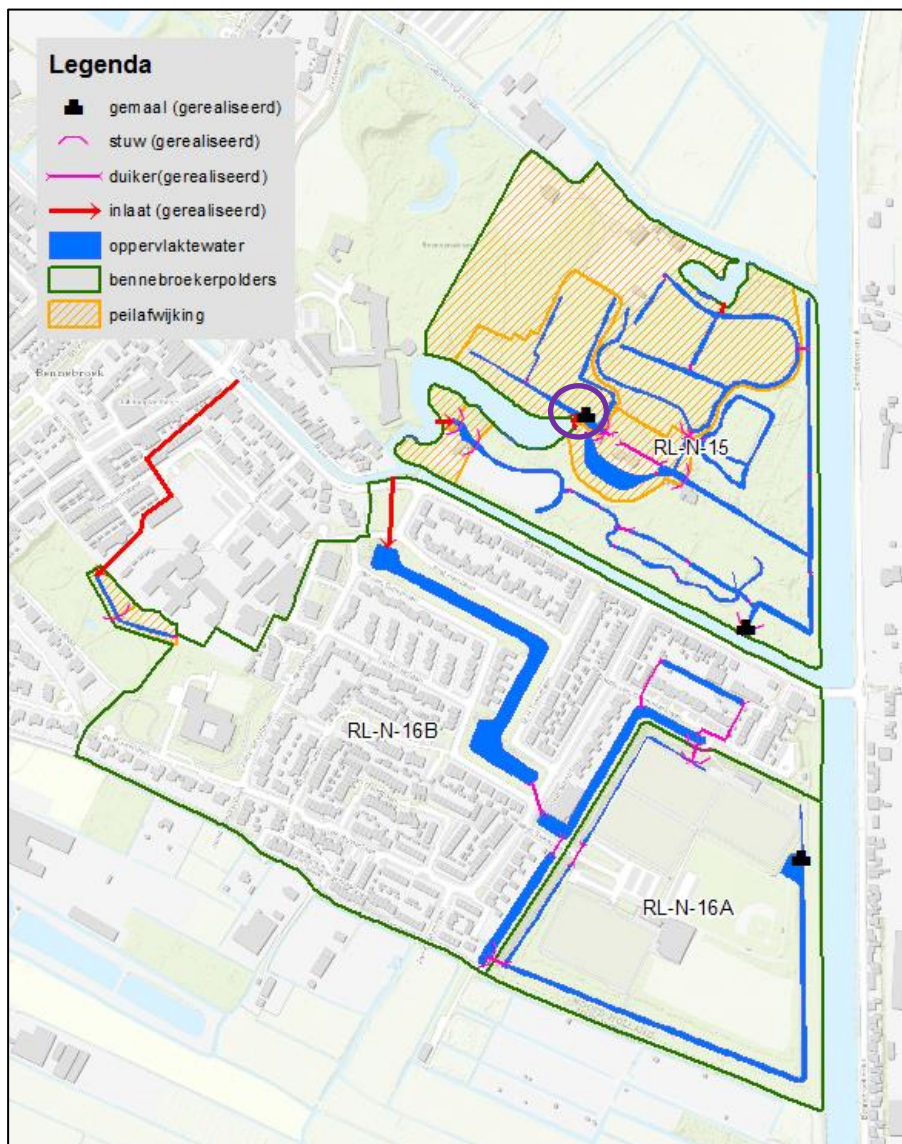 Legenda
gemaal (gerealiseerd)
stuw (gerealiseerd)
duiker(gerealiseerd)
inlaat (gerealiseerd)
oppervlaktewater
bennebroekerpolders
peilafwijking
Bennebroek
RL-N-15
RL-N-16B
RL-N-16A